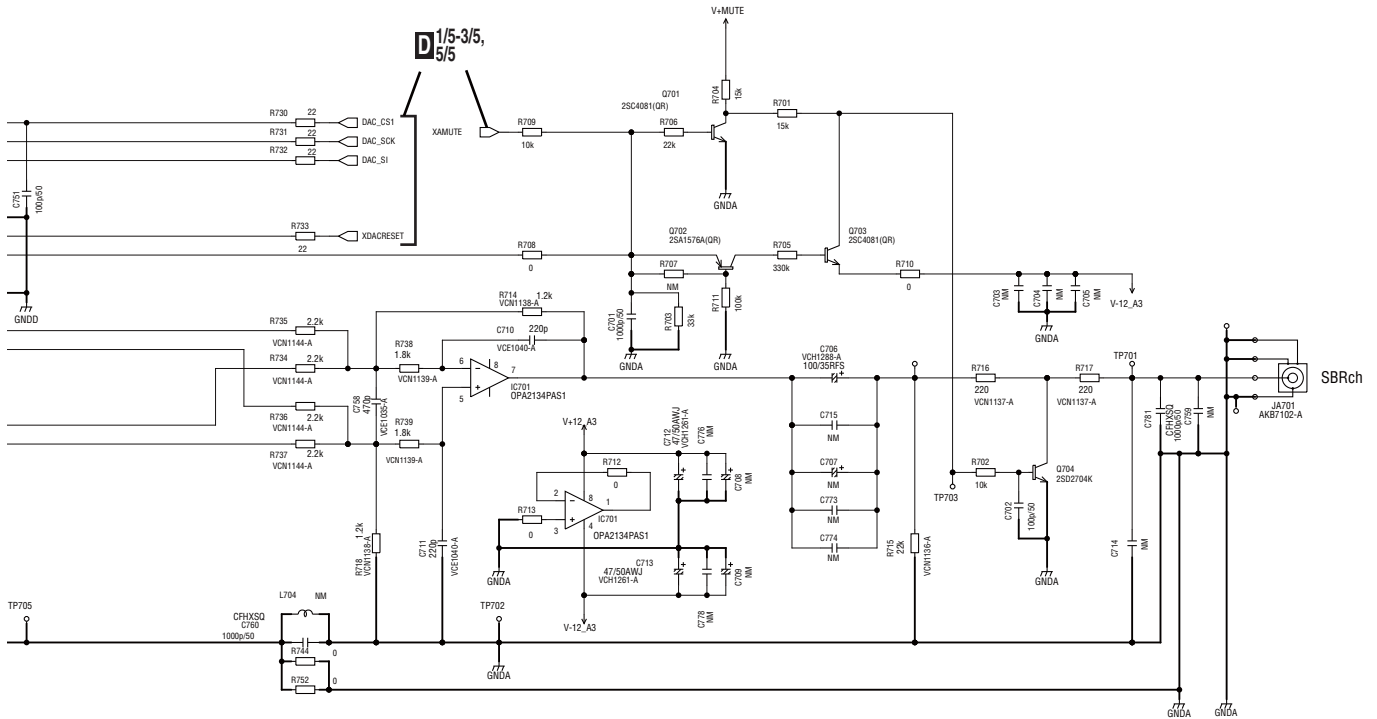 V+MUTE
D 1/5-3/5,
5/5
Q701
2SC4081(QR)
R704
15k
R701
15k
R730
22
DAC_CS1
R731
22
DAC_SCK
R732
22
DAC_SI
XAMUTE
R709
10k
R706
22k
C751
100p/50
GNDA
R733
22
XDACRESET
Q702
2SA1576A(QR)
Q703
2SC4081(QR)
R708
0
R705
330k
R710
0
R707
NM
R711
100k
C703
NM
C704
NM
C705
NM
V-12_A3
GNDD
R714
1.2k
VCN1138-A
C701
1000p/50
R703
33k
R735
2.2k
VCN1144-A
C710
220p
VCE1040-A
GNDA
GNDA
GNDA
R738
1.8k
VCN1139-A
R734
2.2k
VCN1144-A
6
8
7
5
IC701
OPA2134PAS1
C706
VCH1288-A
100/35RFS
R716
220
VCN1137-A
R717
220
VCN1137-A
TP701
SBRch
JA701
AKB7102-A
C758
470p
VCE1035-A
R736
2.2k
VCN1144-A
R739
1.8k
VCN1139-A
R737
2.2k
VCN1144-A
C715
NM
C781
CFHXSQ
1000p/50
C759
NM
V+12_A3
C712
47/50AWJ
VCH1261-A
C776
NM
C708
NM
R712
0
C707
NM
R702
10k
Q704
2SD2704K
TP703
C702
100p/50
2
8
1
3
4
IC701
OPA2134PAS1
R713
0
C773
NM
C774
NM
R718
1.2k
VCN1138-A
C711
220p
VCE1040-A
R715
22k
VCN1136-A
C714
NM
GNDA
GNDA
C713
47/50AWJ
VCH1261-A
C778
NM
C709
NM
V-12_A3
TP705
L704
NM
CFHXSQ
C760
1000p/50
TP702
R744
0
GNDA
R752
0
GNDA
GNDA